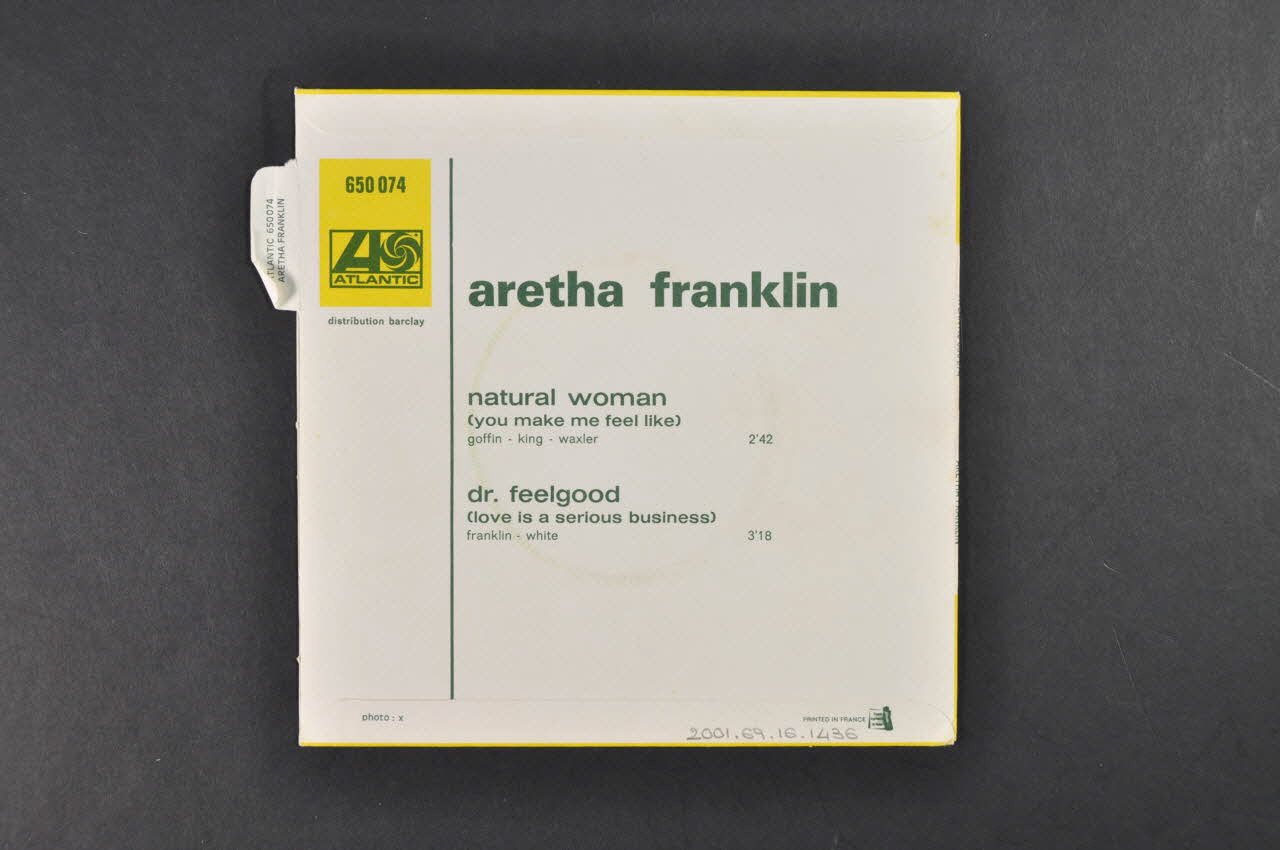 650 074
ATLANTIC
distribution barclay
ATLANTIC 650074
ARETHA FRANKLIN
aretha franklin
natural woman
(you make me feel like)
goffin - king - waxler 2'42
dr. feelgood
(love is a serious business)
franklin - white 3'18
photo : x
PRINTED IN FRANCE
2001.69.16.1436